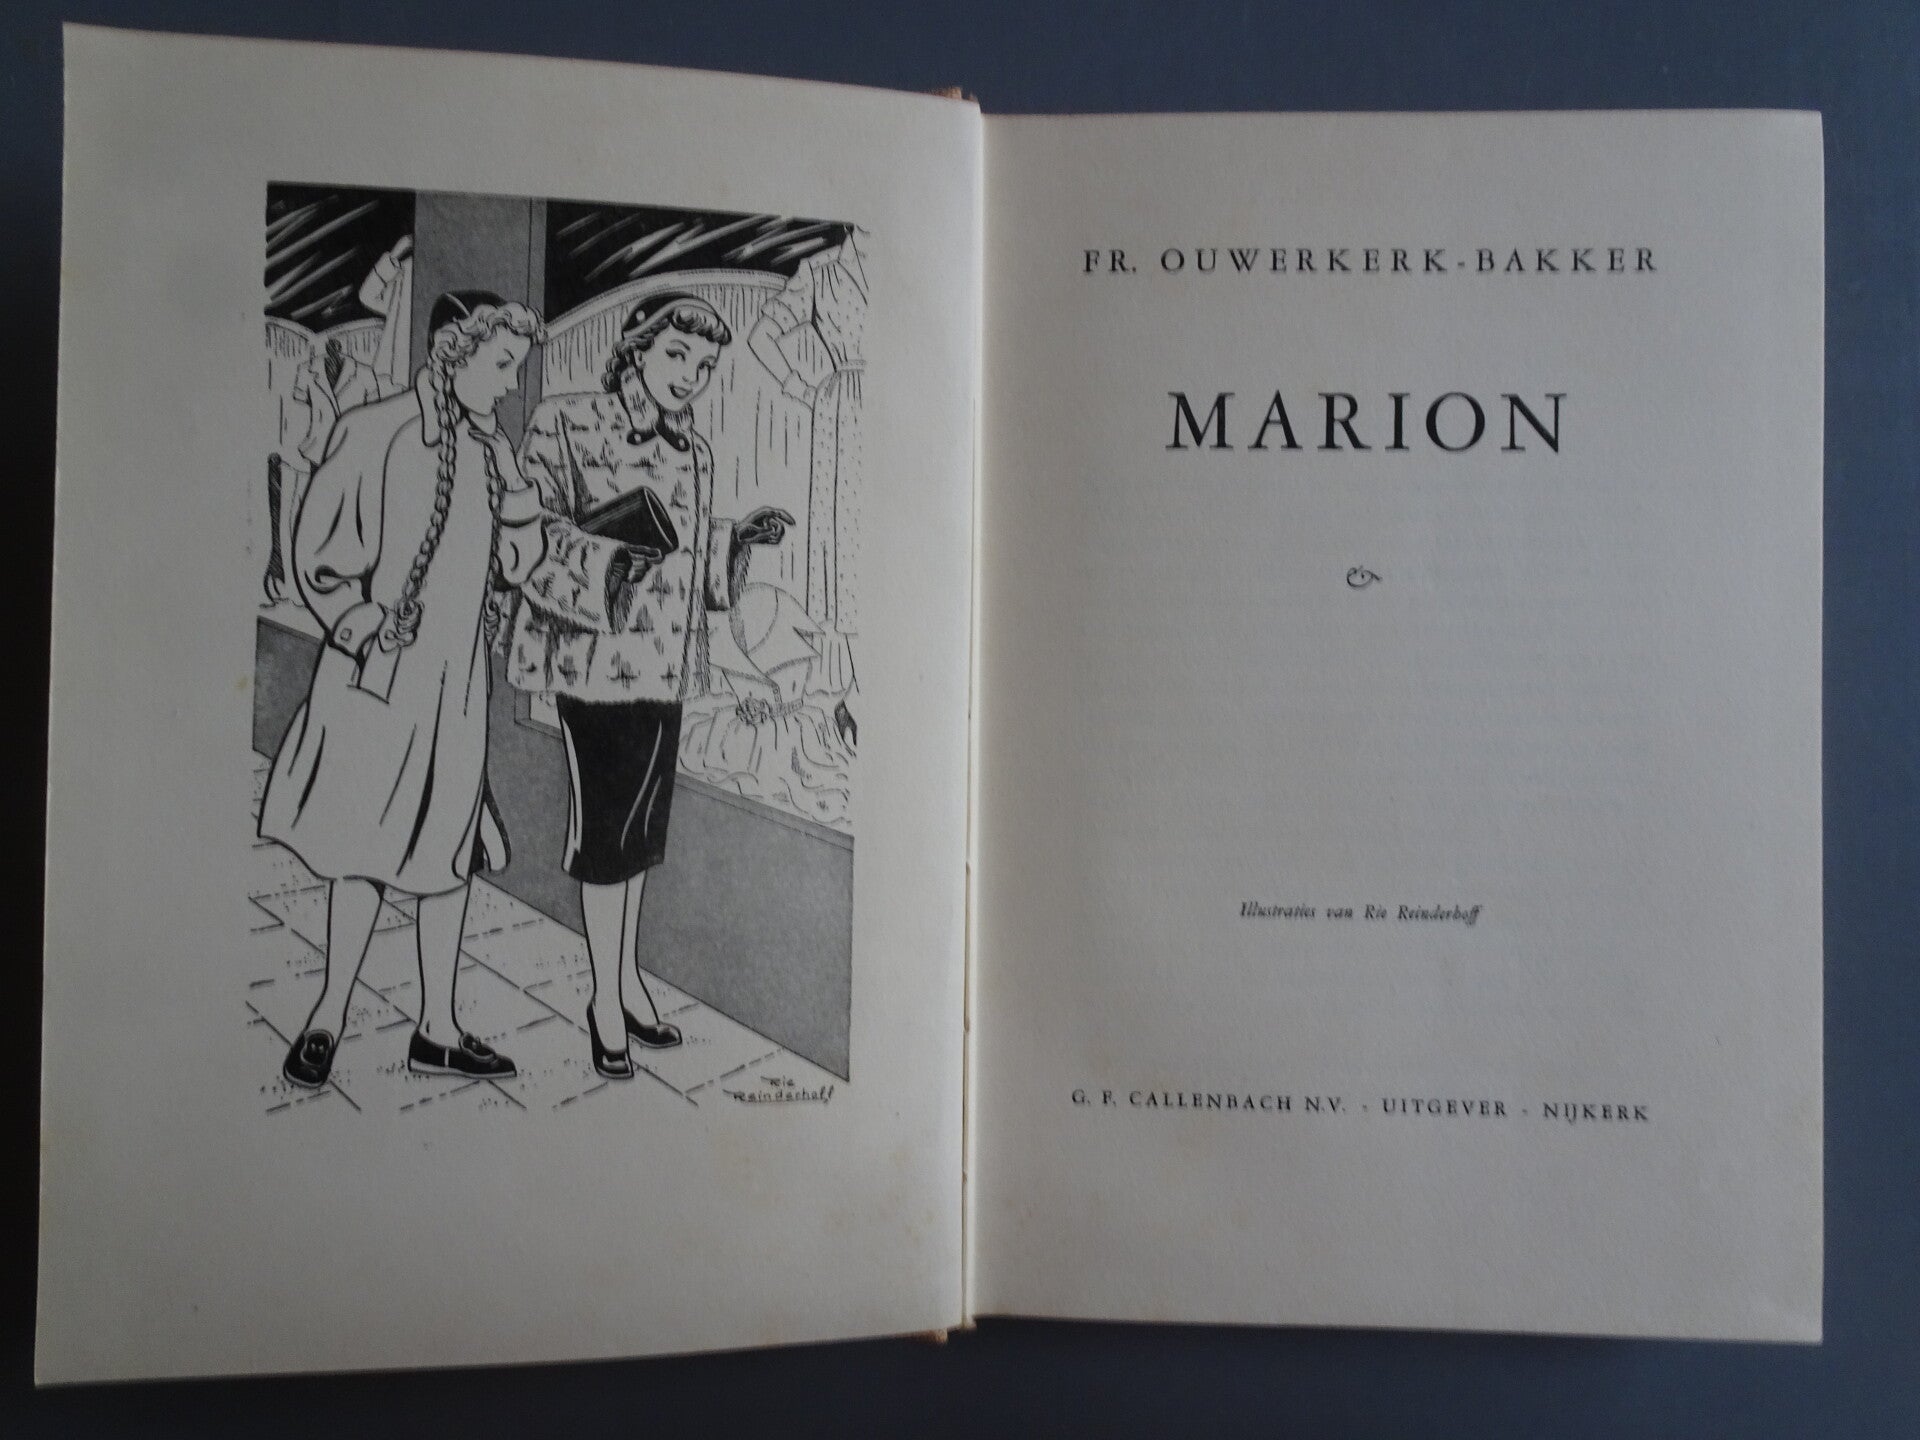 Rie
Reinderhoff
FR. OUWERKERK-BAKKER
MARION
Illustraties van Rie Reinderhoff
G. F. CALLENBACH N.V. - UITGEVER - NIJKERK